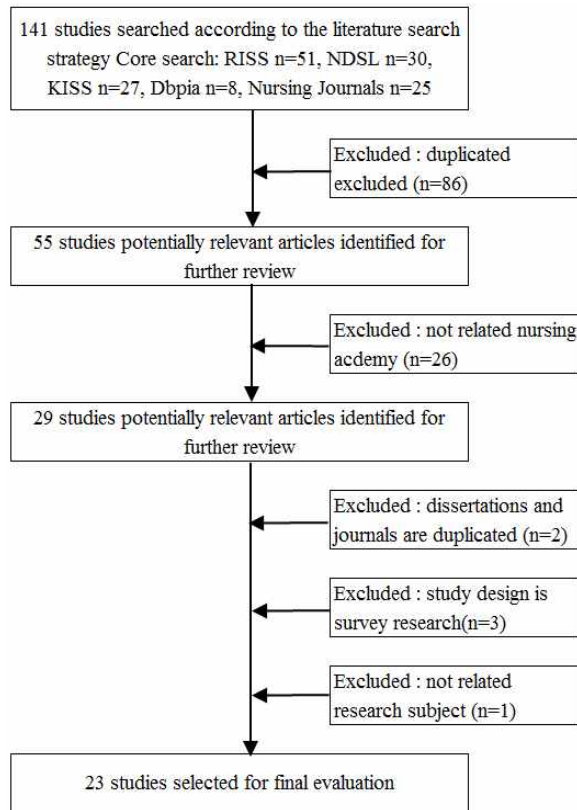 141 studies searched according to the literature search
strategy Core search: RISS n=51, NDSL n=30,
KISS n=27, Dbpia n=8, Nursing Journals n=25
Excluded : duplicated
excluded (n=86)
55 studies potentially relevant articles identified for
further review
Excluded : not related nursing
acdemy (n=26)
29 studies potentially relevant articles identified for
further review
Excluded : dissertations and
journals are duplicated (n=2)
Excluded : study design is
survey research(n=3)
Excluded : not related
research subject (n=1)
23 studies selected for final evaluation